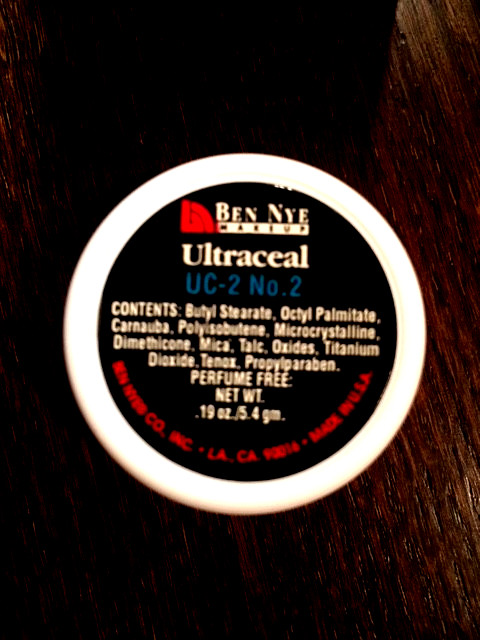 BEN NYE
MAKEUP
Ultraceal
UC-2 No.2
CONTENTS: Butyl Stearate, Octyl Palmitate,
Carnauba, Polyisobutene, Microcrystalline,
Dimethicone, Mica, Talc, Oxides, Titanium
Dioxide, Tenox, Propylparaben.
PERFUME FREE:
NET WT.
.19 oz./5.4 gm.
BEN NYE CO., INC. • LA., CA. • MADE IN U.S.A.